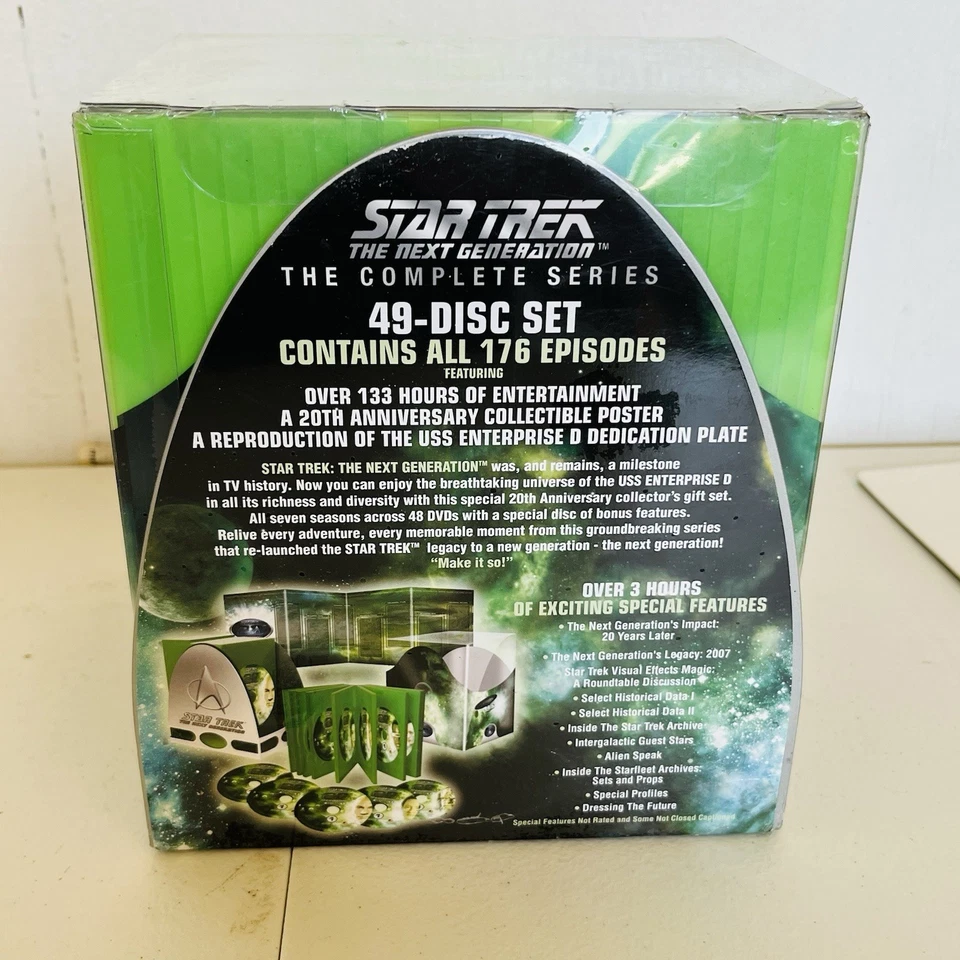 STAR TREK
THE NEXT GENERATION™
THE COMPLETE SERIES
49-DISC SET
CONTAINS ALL 176 EPISODES
FEATURING
OVER 133 HOURS OF ENTERTAINMENT
A 20TH ANNIVERSARY COLLECTIBLE POSTER
A REPRODUCTION OF THE USS ENTERPRISE D DEDICATION PLATE
STAR TREK: THE NEXT GENERATION™ was, and remains, a milestone
in TV history. Now you can enjoy the breathtaking universe of the USS ENTERPRISE D
in all its richness and diversity with this special 20th Anniversary collector's gift set.
All seven seasons across 48 DVDs with a special disc of bonus features.
Relive every adventure, every memorable moment from this groundbreaking series
that re-launched the STAR TREK™ legacy to a new generation - the next generation!
"Make it so!"
OVER 3 HOURS
OF EXCITING SPECIAL FEATURES
• The Next Generation's Impact:
20 Years Later
• The Next Generation's Legacy: 2007
Star Trek Visual Effects Magic:
A Roundtable Discussion
• Select Historical Data I
• Select Historical Data II
• Inside The Star Trek Archive
• Intergalactic Guest Stars
• Alien Speak
• Inside The Starfleet Archives:
Sets and Props
• Special Profiles
• Dressing The Future
Special Features Not Rated and Some Not Closed
STAR TREK
THE NEXT GENERATION